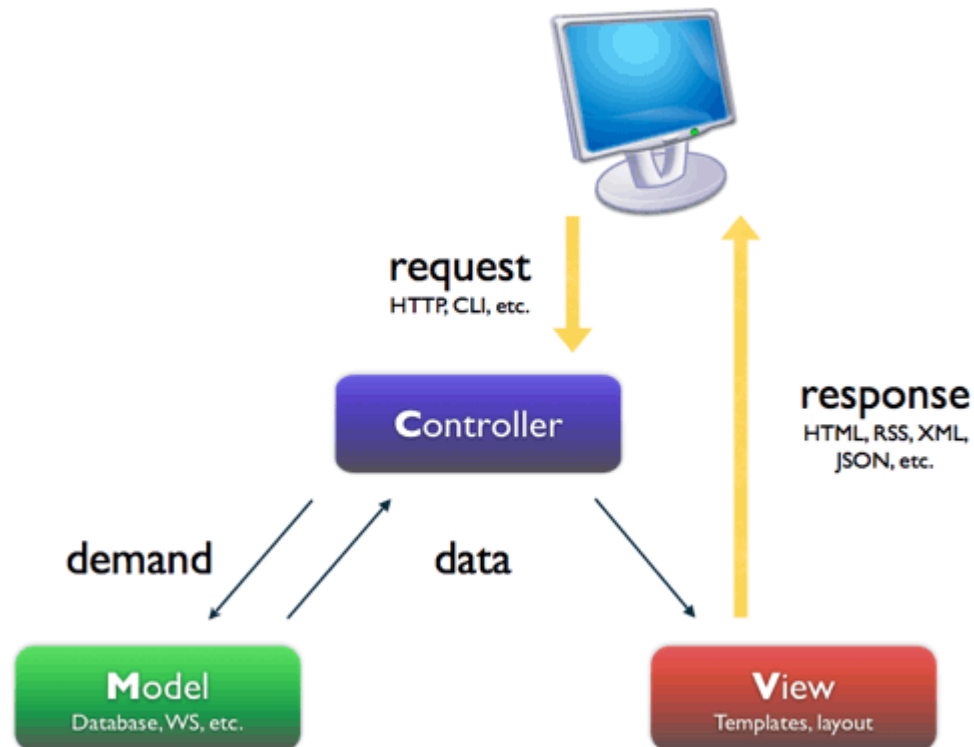 request
HTTP, CLI, etc.
Controller
response
HTML, RSS, XML,
JSON, etc.
demand
data
Model
Database, WS, etc.
View
Templates, layout